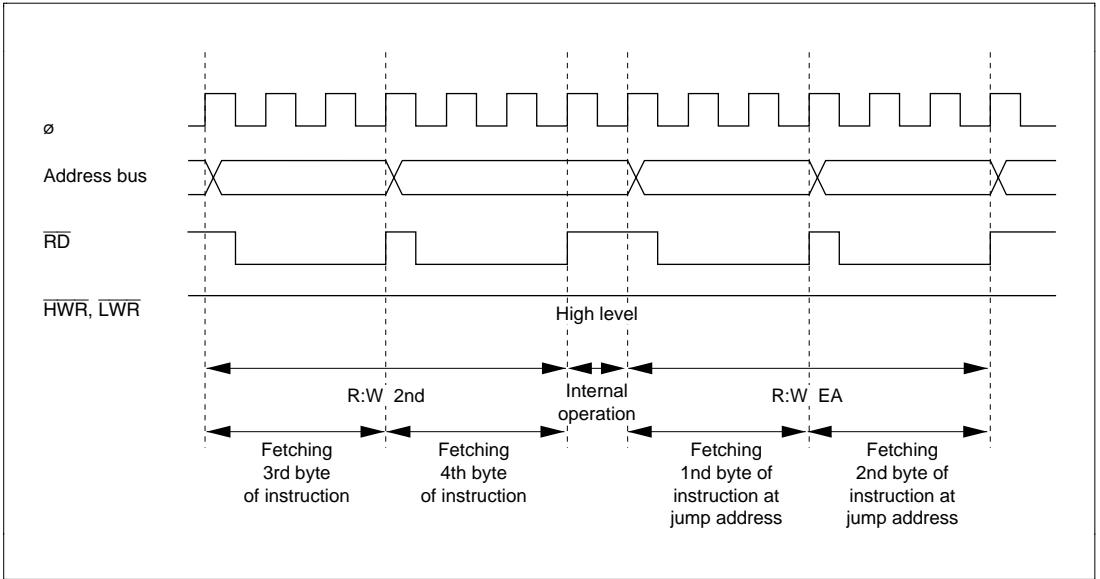 ø
Address bus
RD
HWR, LWR
High level
R:W 2nd
Internal
operation
R:W EA
Fetching
3rd byte
of instruction
Fetching
4th byte
of instruction
Fetching
1nd byte of
instruction at
jump address
Fetching
2nd byte of
instruction at
jump address